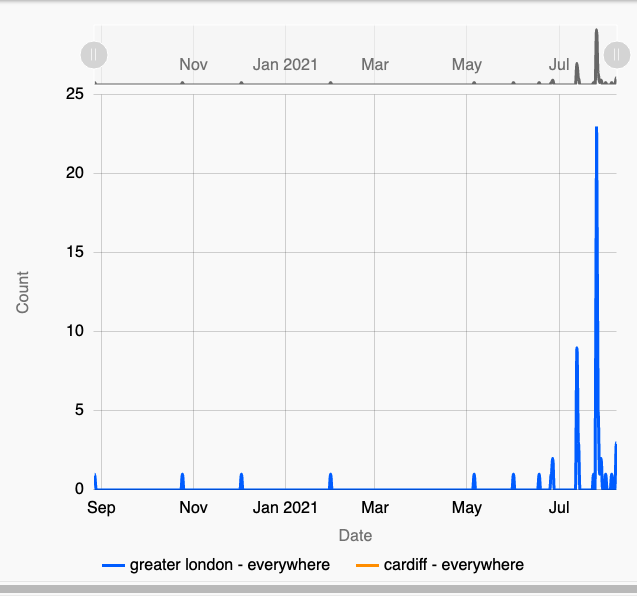 Nov Jan 2021 Mar May Jul
25
20
15
10
5
0
Count
Sep Nov Jan 2021 Mar May Jul
Date
greater london - everywhere cardiff - everywhere